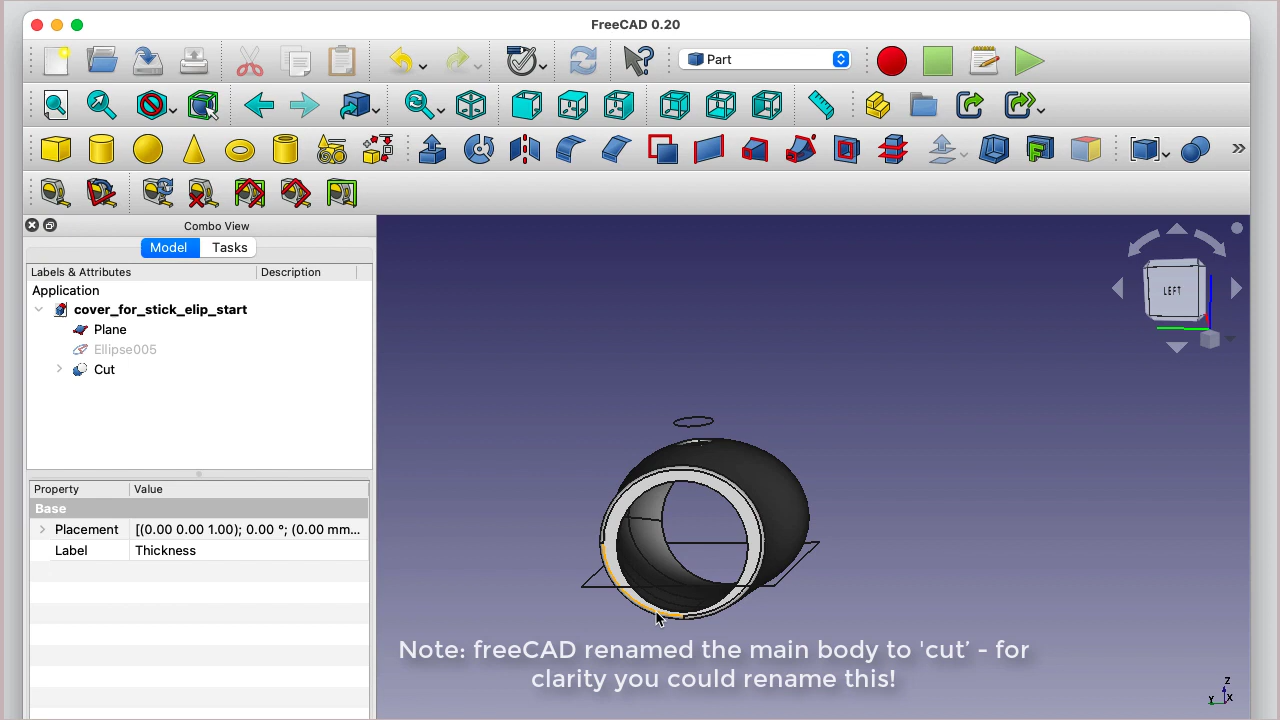 FreeCAD 0.20
Part
Combo View
Model
Tasks
Labels & Attributes
Description
Application
cover_for_stick_elip_start
Plane
Ellipse005
Cut
Property
Value
Base
Placement
[(0.00 0.00 1.00); 0.00 °; (0.00 mm...
Label
Thickness
LEFT
Note: freeCAD renamed the main body to 'cut’ - for
clarity you could rename this!
Z
Y
X